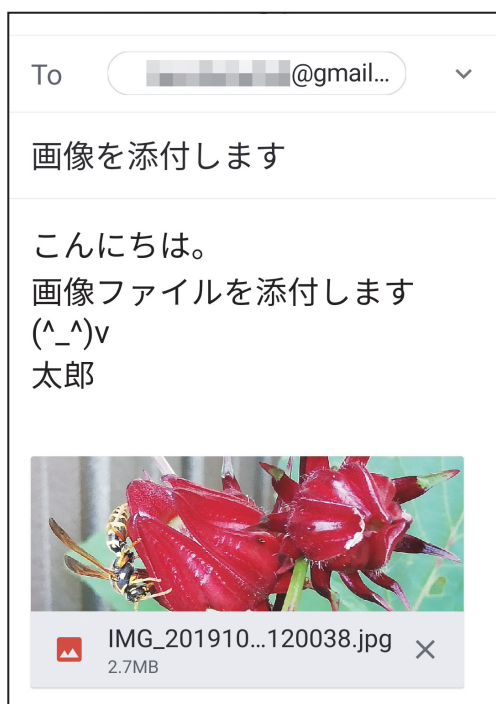 To @gmail...
画像を添付します
こんにちは。
画像ファイルを添付します
(^_^)v
太郎
IMG_201910...120038.jpg
2.7MB